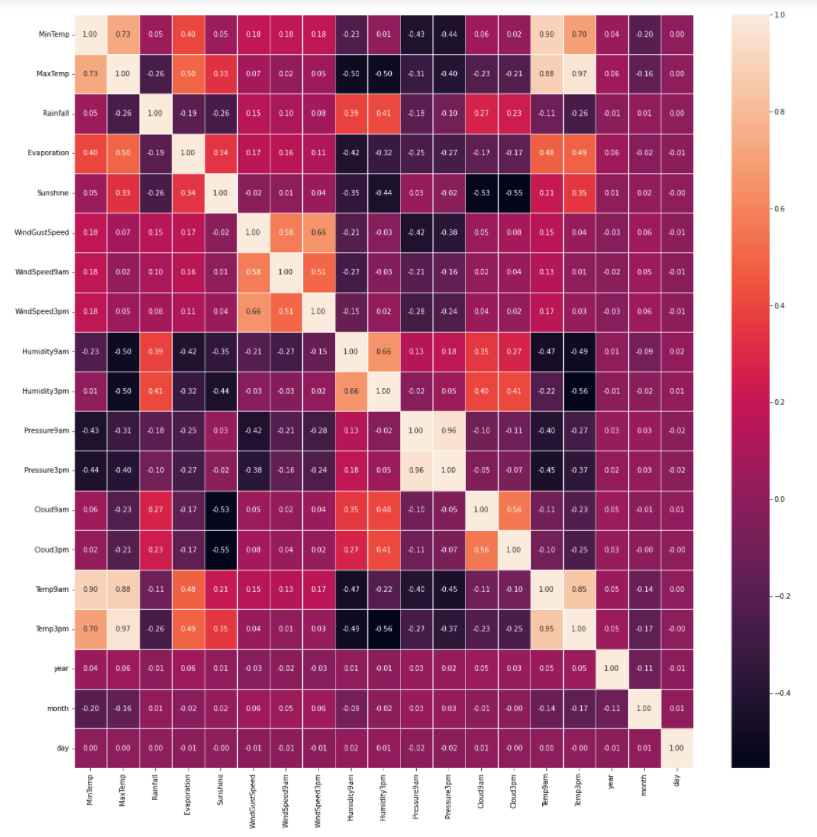 MinTemp 1.00 0.73 0.05 0.40 0.05 0.18 0.18 0.18 -0.23 0.01 -0.43 -0.44 0.06 0.02 0.90 0.70 0.04 -0.20 0.00
MaxTemp 0.73 1.00 -0.26 0.50 0.33 0.07 0.02 0.05 -0.50 -0.50 -0.31 -0.40 -0.23 -0.21 0.88 0.97 0.06 -0.16 0.00
Rainfall 0.05 -0.26 1.00 -0.19 -0.26 0.15 0.10 0.08 0.39 0.41 -0.18 -0.10 0.27 0.23 -0.11 -0.26 -0.01 0.01 0.00
Evaporation 0.40 0.50 -0.19 1.00 0.34 0.17 0.16 0.11 -0.42 -0.32 -0.25 -0.27 -0.17 -0.17 0.48 0.49 0.06 -0.02 -0.01
Sunshine 0.05 0.33 -0.26 0.34 1.00 -0.02 0.01 0.04 -0.35 -0.44 0.03 -0.02 -0.53 -0.55 0.21 0.35 0.01 0.02 -0.00
WindGustSpeed 0.18 0.07 0.15 0.17 -0.02 1.00 0.58 0.66 -0.21 -0.03 -0.42 -0.38 0.05 0.08 0.15 0.04 -0.03 0.06 -0.01
WindSpeed9am 0.18 0.02 0.10 0.16 0.01 0.58 1.00 0.51 -0.27 -0.03 -0.21 -0.16 0.02 0.04 0.13 0.01 -0.02 0.05 -0.01
WindSpeed3pm 0.18 0.05 0.08 0.11 0.04 0.66 0.51 1.00 -0.15 0.02 -0.28 -0.24 0.04 0.02 0.17 0.03 -0.03 0.06 -0.01
Humidity9am -0.23 -0.50 0.39 -0.42 -0.35 -0.21 -0.27 -0.15 1.00 0.66 0.13 0.18 0.35 0.27 -0.47 -0.49 0.01 -0.09 0.02
Humidity3pm 0.01 -0.50 0.41 -0.32 -0.44 -0.03 -0.03 0.02 0.66 1.00 -0.02 0.05 0.40 0.41 -0.22 -0.56 -0.01 -0.02 0.01
Pressure9am -0.43 -0.31 -0.18 -0.25 0.03 -0.42 -0.21 -0.28 0.13 -0.02 1.00 0.96 -0.10 -0.11 -0.40 -0.27 0.03 0.03 -0.02
Pressure3pm -0.44 -0.40 -0.10 -0.27 -0.02 -0.38 -0.16 -0.24 0.18 0.05 0.96 1.00 -0.05 -0.07 -0.45 -0.37 0.02 0.03 -0.02
Cloud9am 0.06 -0.23 0.27 -0.17 -0.53 0.05 0.02 0.04 0.35 0.40 -0.10 -0.05 1.00 0.56 -0.11 -0.23 0.05 -0.01 0.01
Cloud3pm 0.02 -0.21 0.23 -0.17 -0.55 0.08 0.04 0.02 0.27 0.41 -0.11 -0.07 0.56 1.00 -0.10 -0.25 0.03 -0.00 -0.00
Temp9am 0.90 0.88 -0.11 0.48 0.21 0.15 0.13 0.17 -0.47 -0.22 -0.40 -0.45 -0.11 -0.10 1.00 0.85 0.05 -0.14 0.00
Temp3pm 0.70 0.97 -0.26 0.49 0.35 0.04 0.01 0.03 -0.49 -0.56 -0.27 -0.37 -0.23 -0.25 0.85 1.00 0.05 -0.17 -0.00
year 0.04 0.06 -0.01 0.06 0.01 -0.03 -0.02 -0.03 0.01 -0.01 0.03 0.02 0.05 0.03 0.05 0.05 1.00 -0.11 -0.01
month -0.20 -0.16 0.01 -0.02 0.02 0.06 0.05 0.06 -0.09 -0.02 0.03 0.03 -0.01 -0.00 -0.14 -0.17 -0.11 1.00 0.01
day 0.00 0.00 0.00 -0.01 -0.00 -0.01 -0.01 -0.01 0.02 0.01 -0.02 -0.02 0.01 -0.00 0.00 -0.00 -0.01 0.01 1.00
MinTemp MaxTemp Rainfall Evaporation Sunshine WindGustSpeed WindSpeed9am WindSpeed3pm Humidity9am Humidity3pm Pressure9am Pressure3pm Cloud9am Cloud3pm Temp9am Temp3pm year month day
1.0
0.8
0.6
0.4
0.2
0.0
−0.2
−0.4